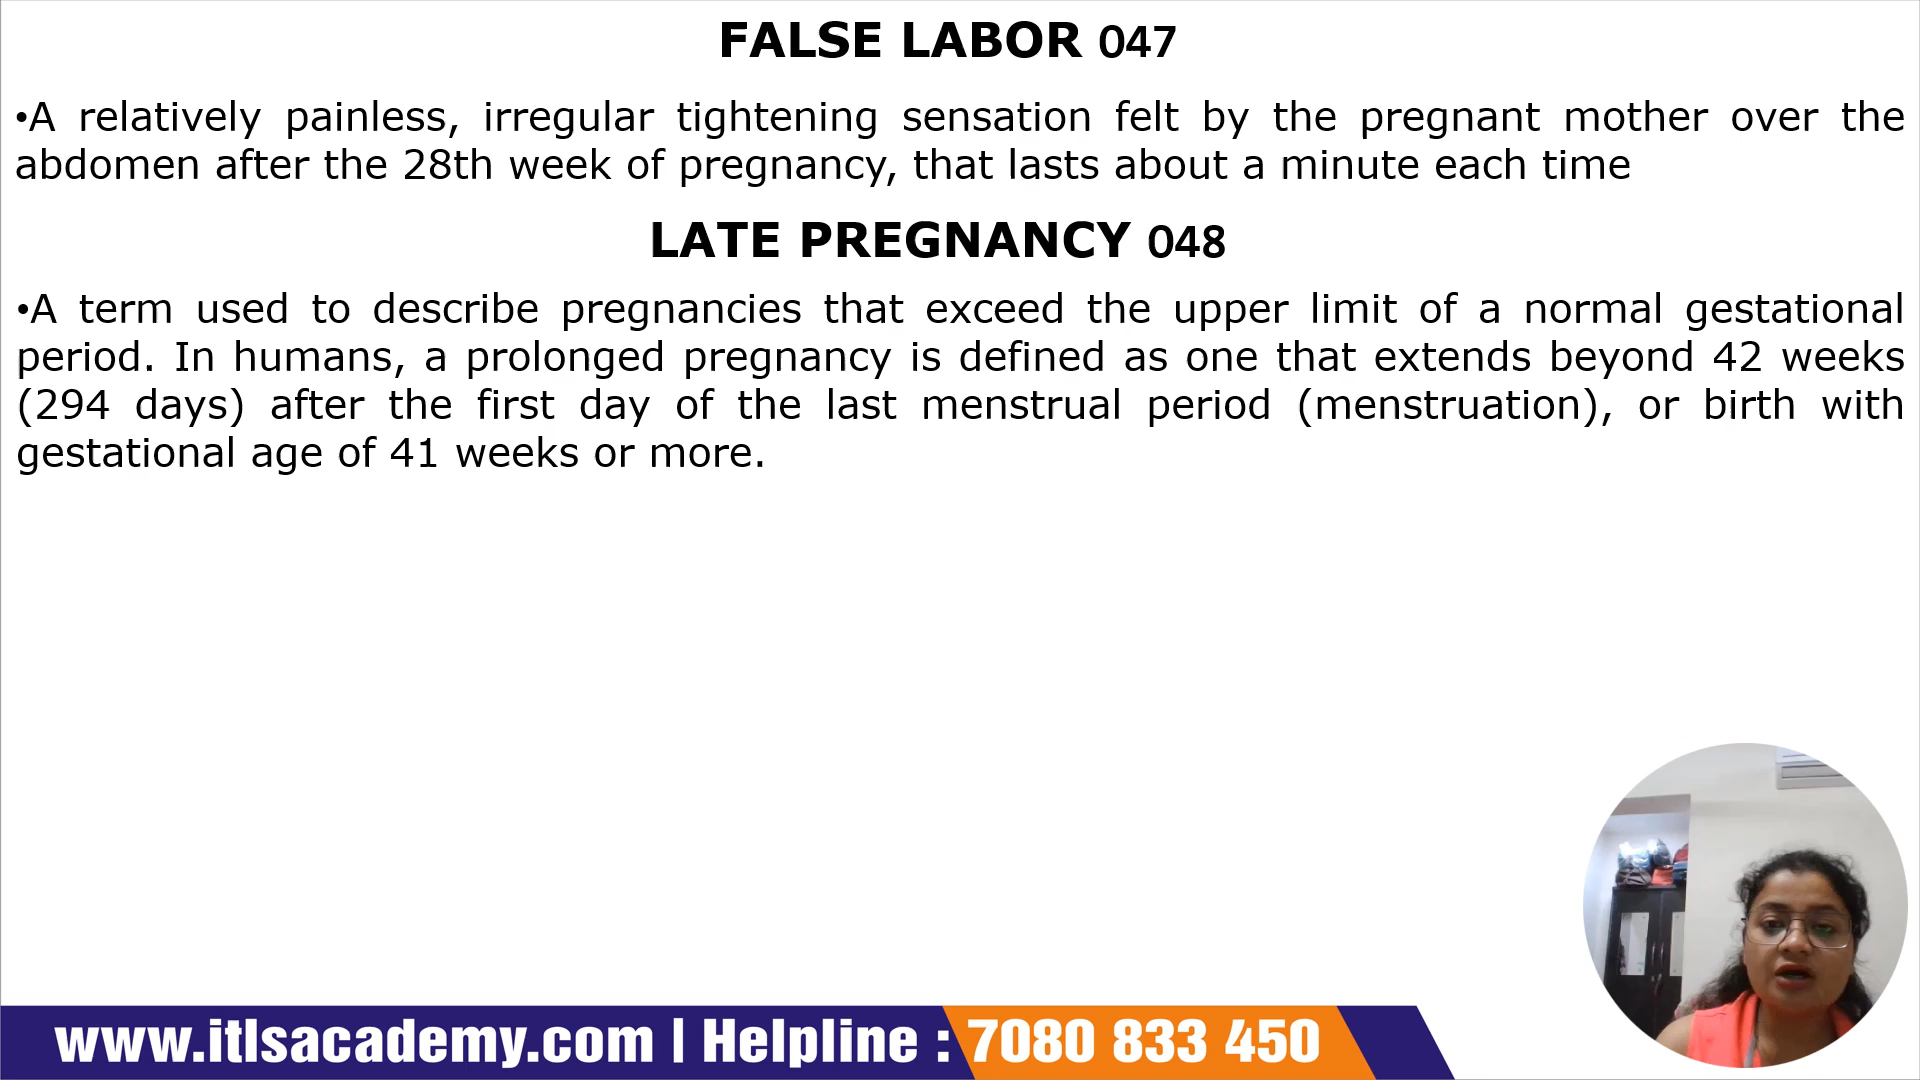 FALSE LABOR 047
•A relatively painless, irregular tightening sensation felt by the pregnant mother over the
abdomen after the 28th week of pregnancy, that lasts about a minute each time
LATE PREGNANCY 048
•A term used to describe pregnancies that exceed the upper limit of a normal gestational
period. In humans, a prolonged pregnancy is defined as one that extends beyond 42 weeks
(294 days) after the first day of the last menstrual period (menstruation), or birth with
gestational age of 41 weeks or more.
www.itlsacademy.com | Helpline : 7080 833 450